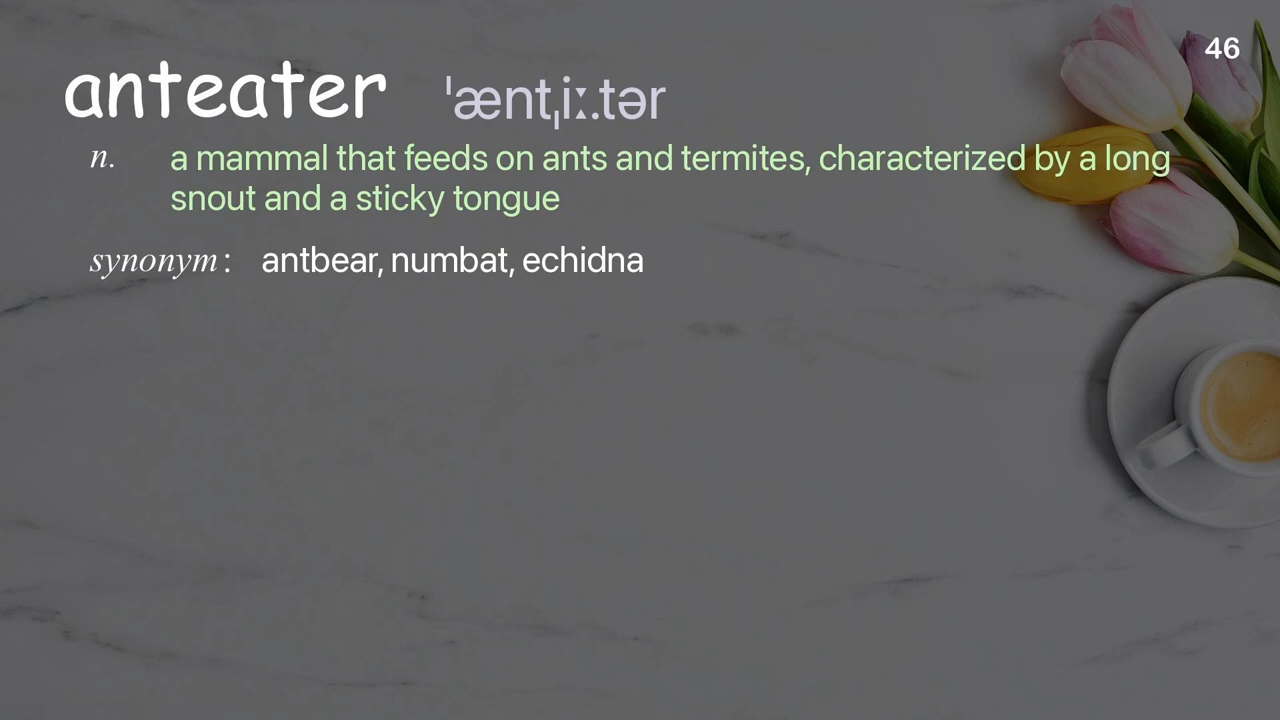 46
anteater ˈæntˌiː.tər
n. a mammal that feeds on ants and termites, characterized by a long
snout and a sticky tongue
synonym : antbear, numbat, echidna